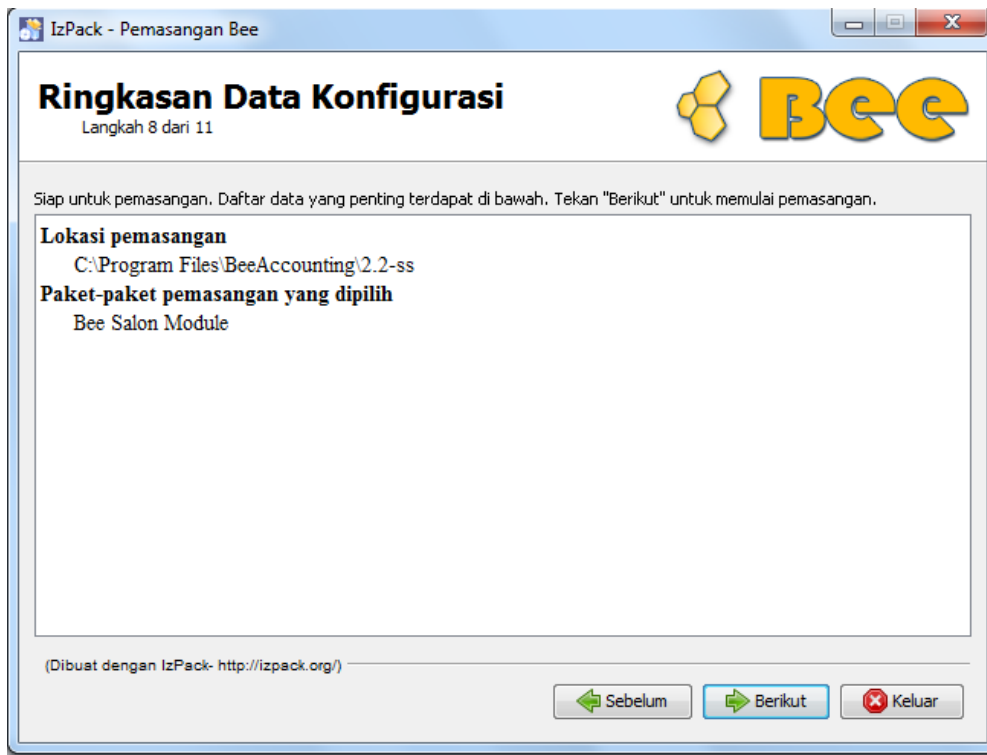 IzPack - Pemasangan Bee
Ringkasan Data Konfigurasi
Langkah 8 dari 11
Bee
Siap untuk pemasangan. Daftar data yang penting terdapat di bawah. Tekan "Berikut" untuk memulai pemasangan.
Lokasi pemasangan
C:\Program Files\BeeAccounting\2.2-ss
Paket-paket pemasangan yang dipilih
Bee Salon Module
(Dibuat dengan IzPack- http://izpack.org/)
Sebelum
Berikut
Keluar